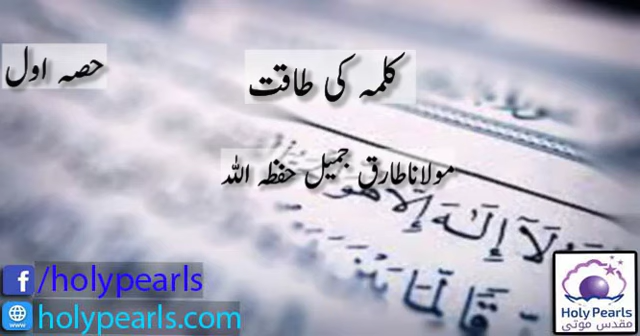 حصہ اول
کلمہ کی طاقت
مولانا طارق جمیل حفظہ اللہ
لَآ إِلَـٰهَ إِلَّا هُوَ
/holypearls
holypearls.com
Holy Pearls
مقدس موتی